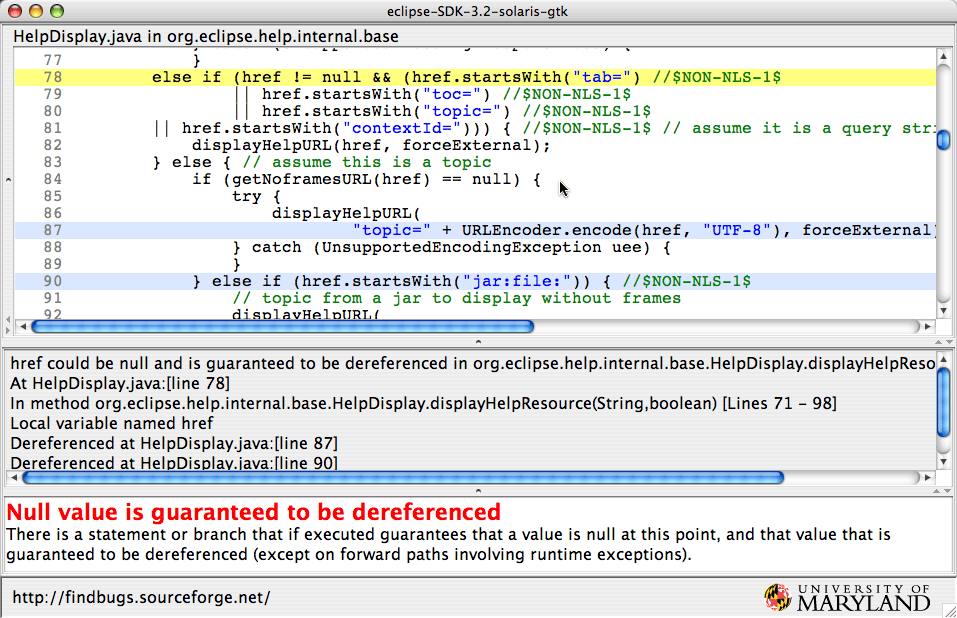 eclipse-SDK-3.2-solaris-gtk
HelpDisplay.java in org.eclipse.help.internal.base
77 }
78 else if (href != null && (href.startsWith("tab=") //$NON-NLS-1$
79 || href.startsWith("toc=") //$NON-NLS-1$
80 || href.startsWith("topic=") //$NON-NLS-1$
81 || href.startsWith("contextId="))) { //$NON-NLS-1$ // assume it is a query stri
82 displayHelpURL(href, forceExternal);
83 } else { // assume this is a topic
84 if (getNoframesURL(href) == null) {
85 try {
86 displayHelpURL(
87 "topic=" + URLEncoder.encode(href, "UTF-8"), forceExternal)
88 } catch (UnsupportedEncodingException uee) {
89 }
90 } else if (href.startsWith("jar:file:")) { //$NON-NLS-1$
91 // topic from a jar to display without frames
92 displayHelpURL(
href could be null and is guaranteed to be dereferenced in org.eclipse.help.internal.base.HelpDisplay.displayHelpReso
At HelpDisplay.java:[line 78]
In method org.eclipse.help.internal.base.HelpDisplay.displayHelpResource(String,boolean) [Lines 71 - 98]
Local variable named href
Dereferenced at HelpDisplay.java:[line 87]
Dereferenced at HelpDisplay.java:[line 90]
Null value is guaranteed to be dereferenced
There is a statement or branch that if executed guarantees that a value is null at this point, and that value that is
guaranteed to be dereferenced (except on forward paths involving runtime exceptions).
http://findbugs.sourceforge.net/
UNIVERSITY OF
MARYLAND